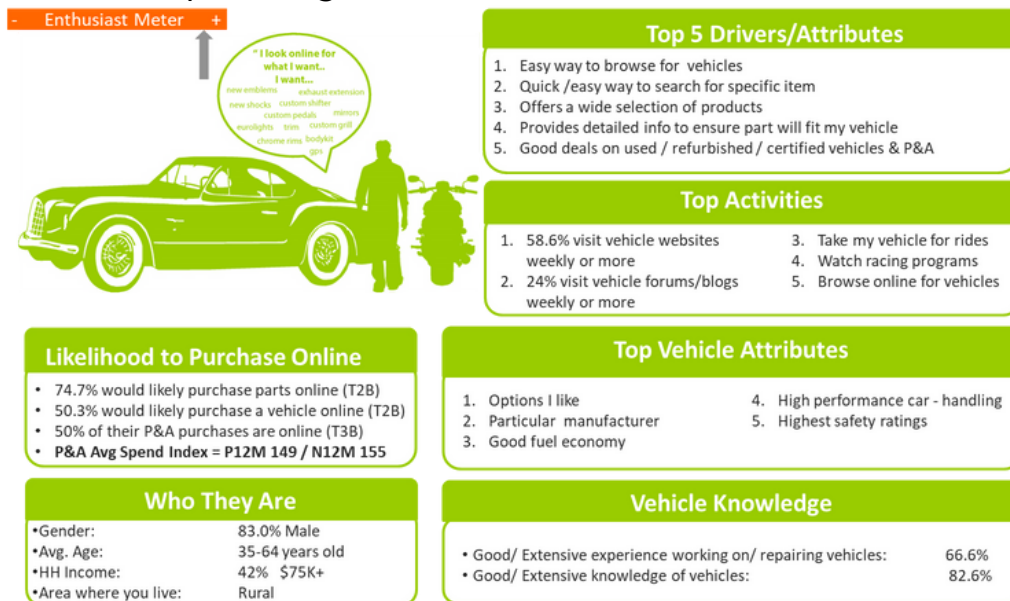 - Enthusiast Meter +
" I look online for
what I want..
I want...
new emblems exhaust extension
new shocks custom shifter
custom pedals mirrors
eurolights trim custom grill
chrome rims bodykit
gps
Top 5 Drivers/Attributes
1. Easy way to browse for vehicles
2. Quick /easy way to search for specific item
3. Offers a wide selection of products
4. Provides detailed info to ensure part will fit my vehicle
5. Good deals on used / refurbished / certified vehicles & P&A
Top Activities
1. 58.6% visit vehicle websites
weekly or more
2. 24% visit vehicle forums/blogs
weekly or more
3. Take my vehicle for rides
4. Watch racing programs
5. Browse online for vehicles
Likelihood to Purchase Online
• 74.7% would likely purchase parts online (T2B)
• 50.3% would likely purchase a vehicle online (T2B)
• 50% of their P&A purchases are online (T3B)
• P&A Avg Spend Index = P12M 149 / N12M 155
Top Vehicle Attributes
1. Options I like
2. Particular manufacturer
3. Good fuel economy
4. High performance car - handling
5. Highest safety ratings
Who They Are
•Gender: 83.0% Male
•Avg. Age: 35-64 years old
•HH Income: 42% $75K+
•Area where you live: Rural
Vehicle Knowledge
• Good/ Extensive experience working on/ repairing vehicles: 66.6%
• Good/ Extensive knowledge of vehicles: 82.6%